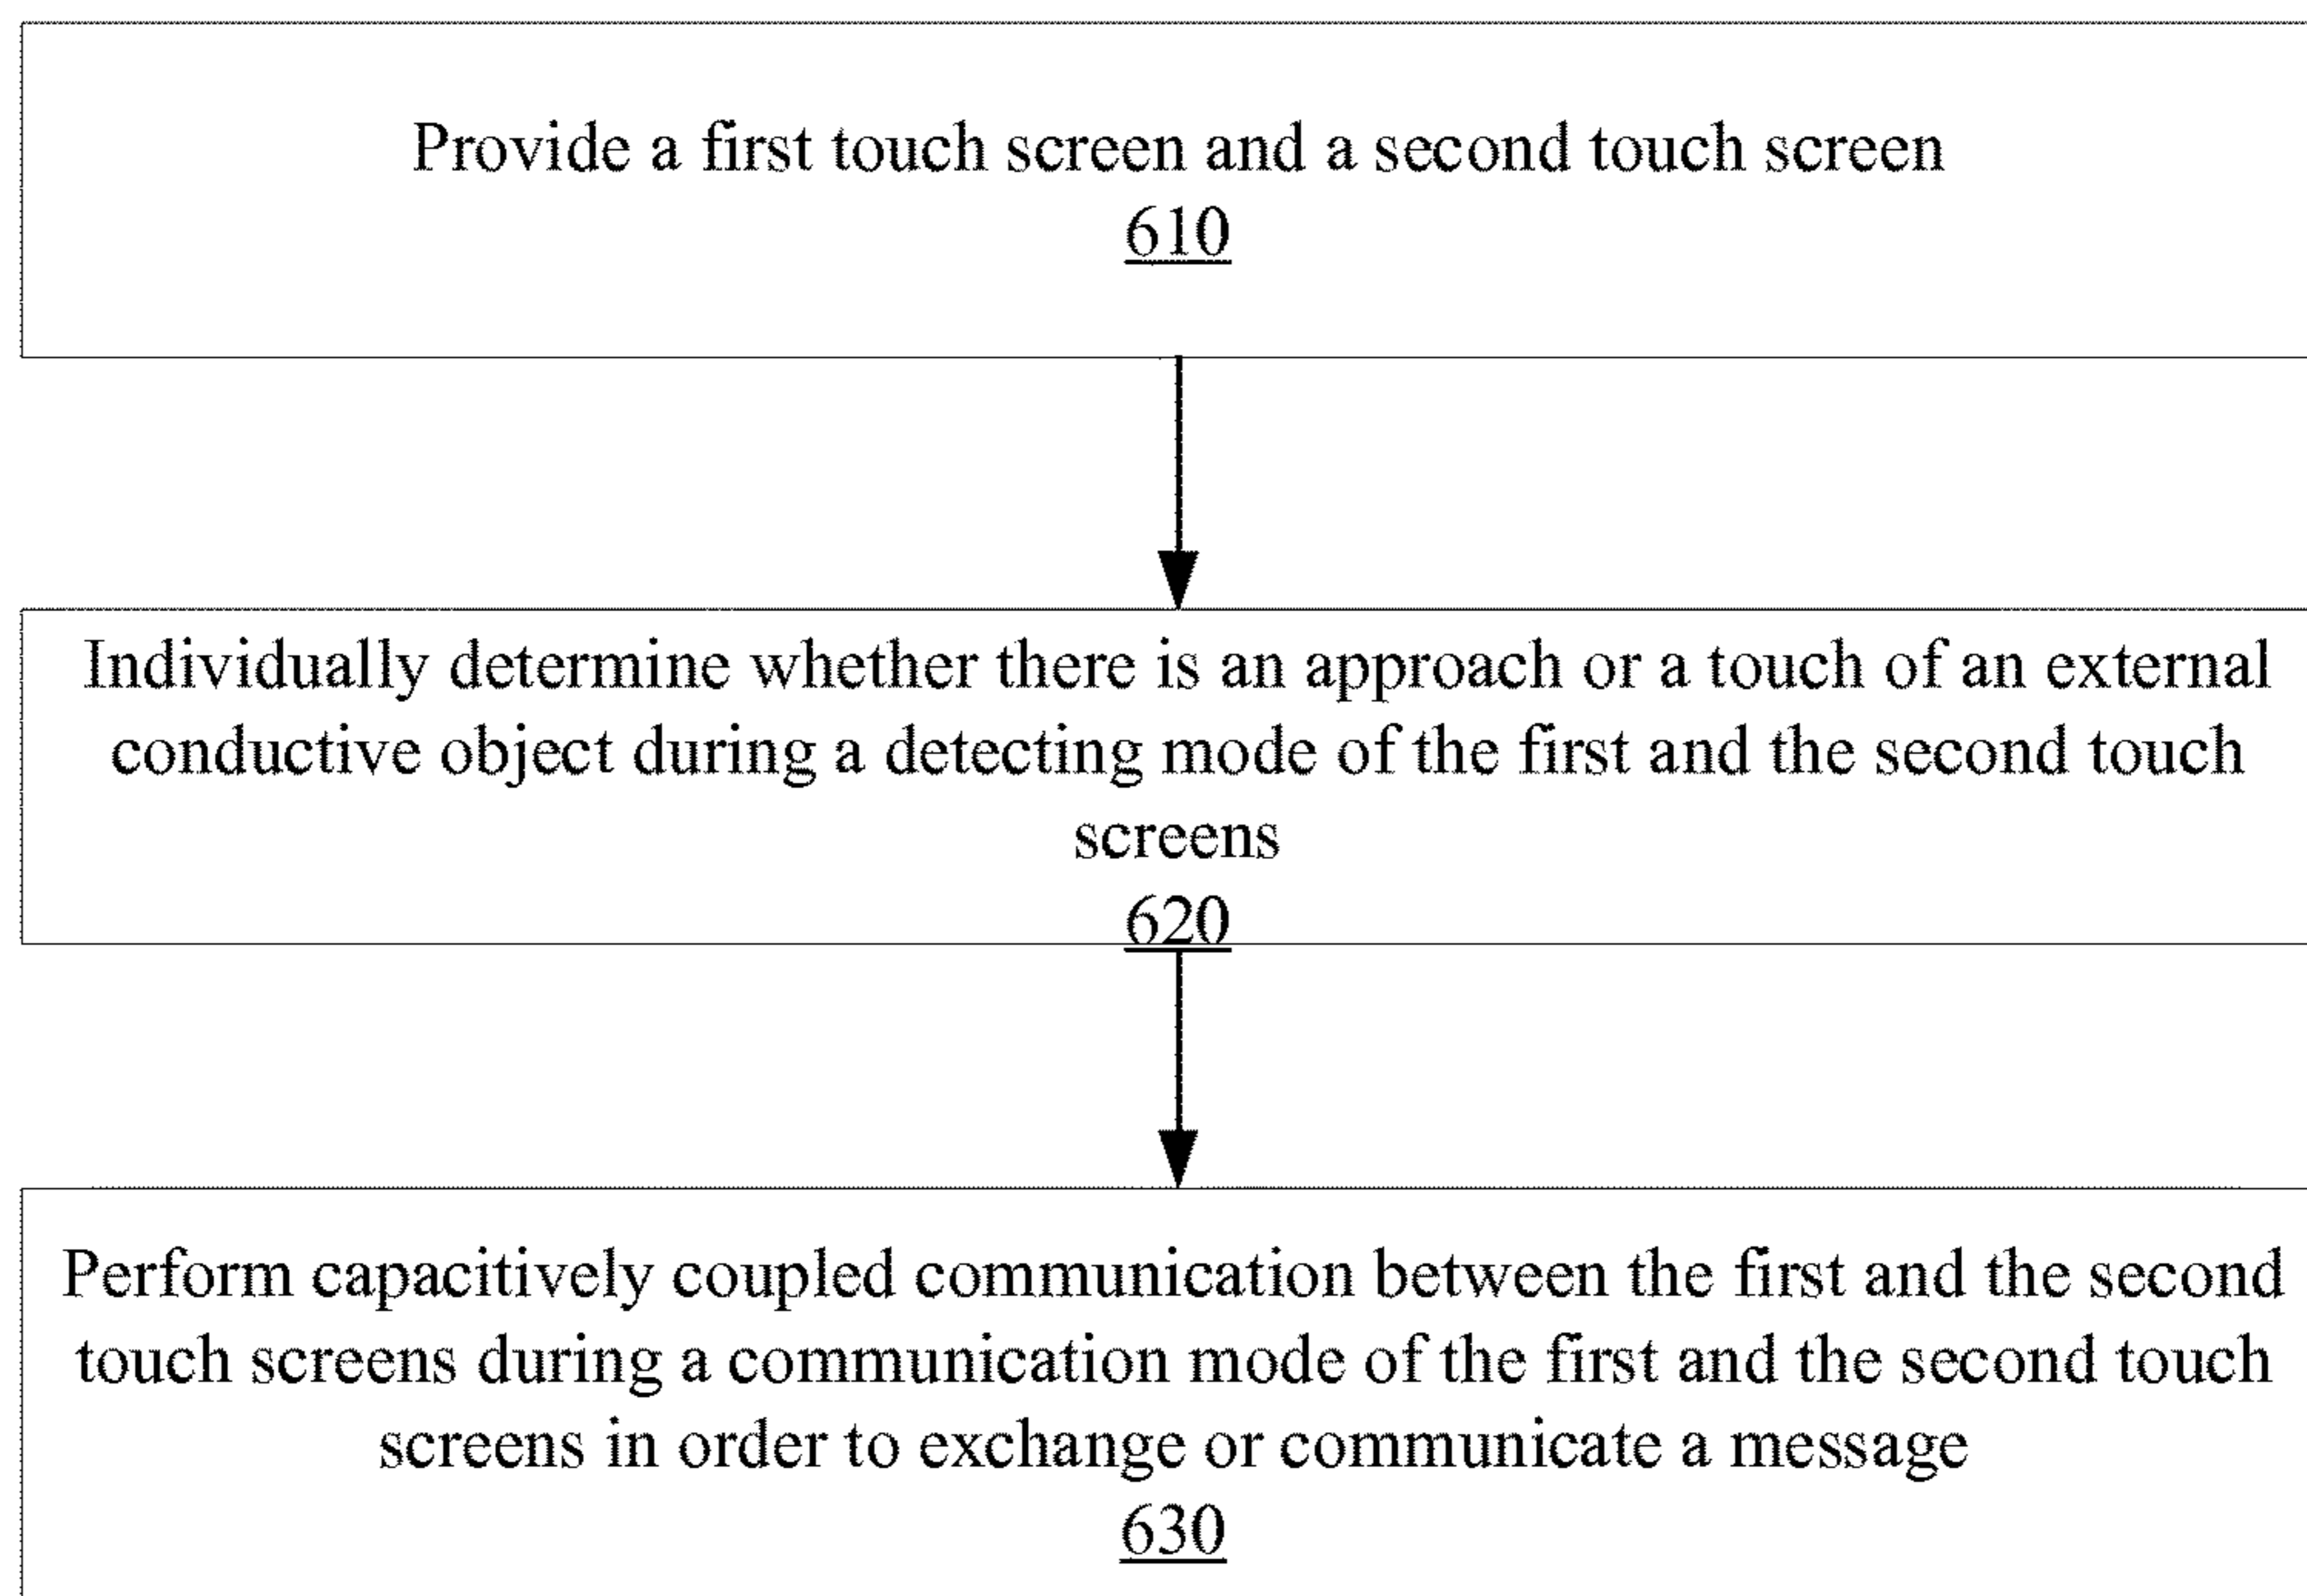 Provide a first touch screen and a second touch screen
610
Individually determine whether there is an approach or a touch of an external
conductive object during a detecting mode of the first and the second touch
screens
620
Perform capacitively coupled communication between the first and the second
touch screens during a communication mode of the first and the second touch
screens in order to exchange or communicate a message
630